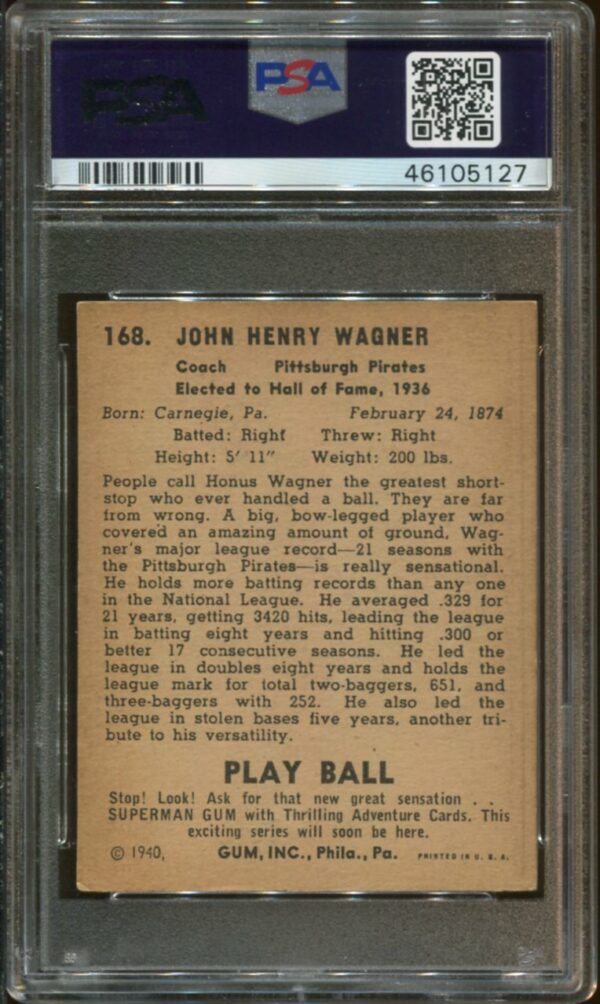 PSA
PSA
46105127
168. JOHN HENRY WAGNER
Coach Pittsburgh Pirates
Elected to Hall of Fame, 1936
Born: Carnegie, Pa. February 24, 1874
Batted: Right Threw: Right
Height: 5′ 11″ Weight: 200 lbs.
People call Honus Wagner the greatest short-
stop who ever handled a ball. They are far
from wrong. A big, bow-legged player who
covered an amazing amount of ground, Wag-
ner's major league record—21 seasons with
the Pittsburgh Pirates—is really sensational.
He holds more batting records than any one
in the National League. He averaged .329 for
21 years, getting 3420 hits, leading the league
in batting eight years and hitting .300 or
better 17 consecutive seasons. He led the
league in doubles eight years and holds the
league mark for total two-baggers, 651, and
three-baggers with 252. He also led the
league in stolen bases five years, another tri-
bute to his versatility.
PLAY BALL
Stop! Look! Ask for that new great sensation . .
SUPERMAN GUM with Thrilling Adventure Cards. This
exciting series will soon be here.
© 1940, GUM, INC., Phila., Pa. PRINTED IN U. S. A.